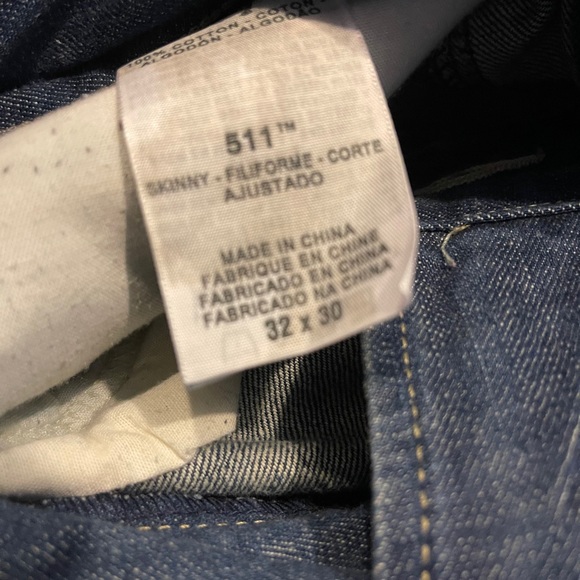 100% COTTON - COTON
ALGODÓN - ALGODÃO
511™
SKINNY - FILIFORME - CORTE
AJUSTADO
MADE IN CHINA
FABRIQUE EN CHINE
FABRICADO EN CHINA
FABRICADO NA CHINA
32 X 30